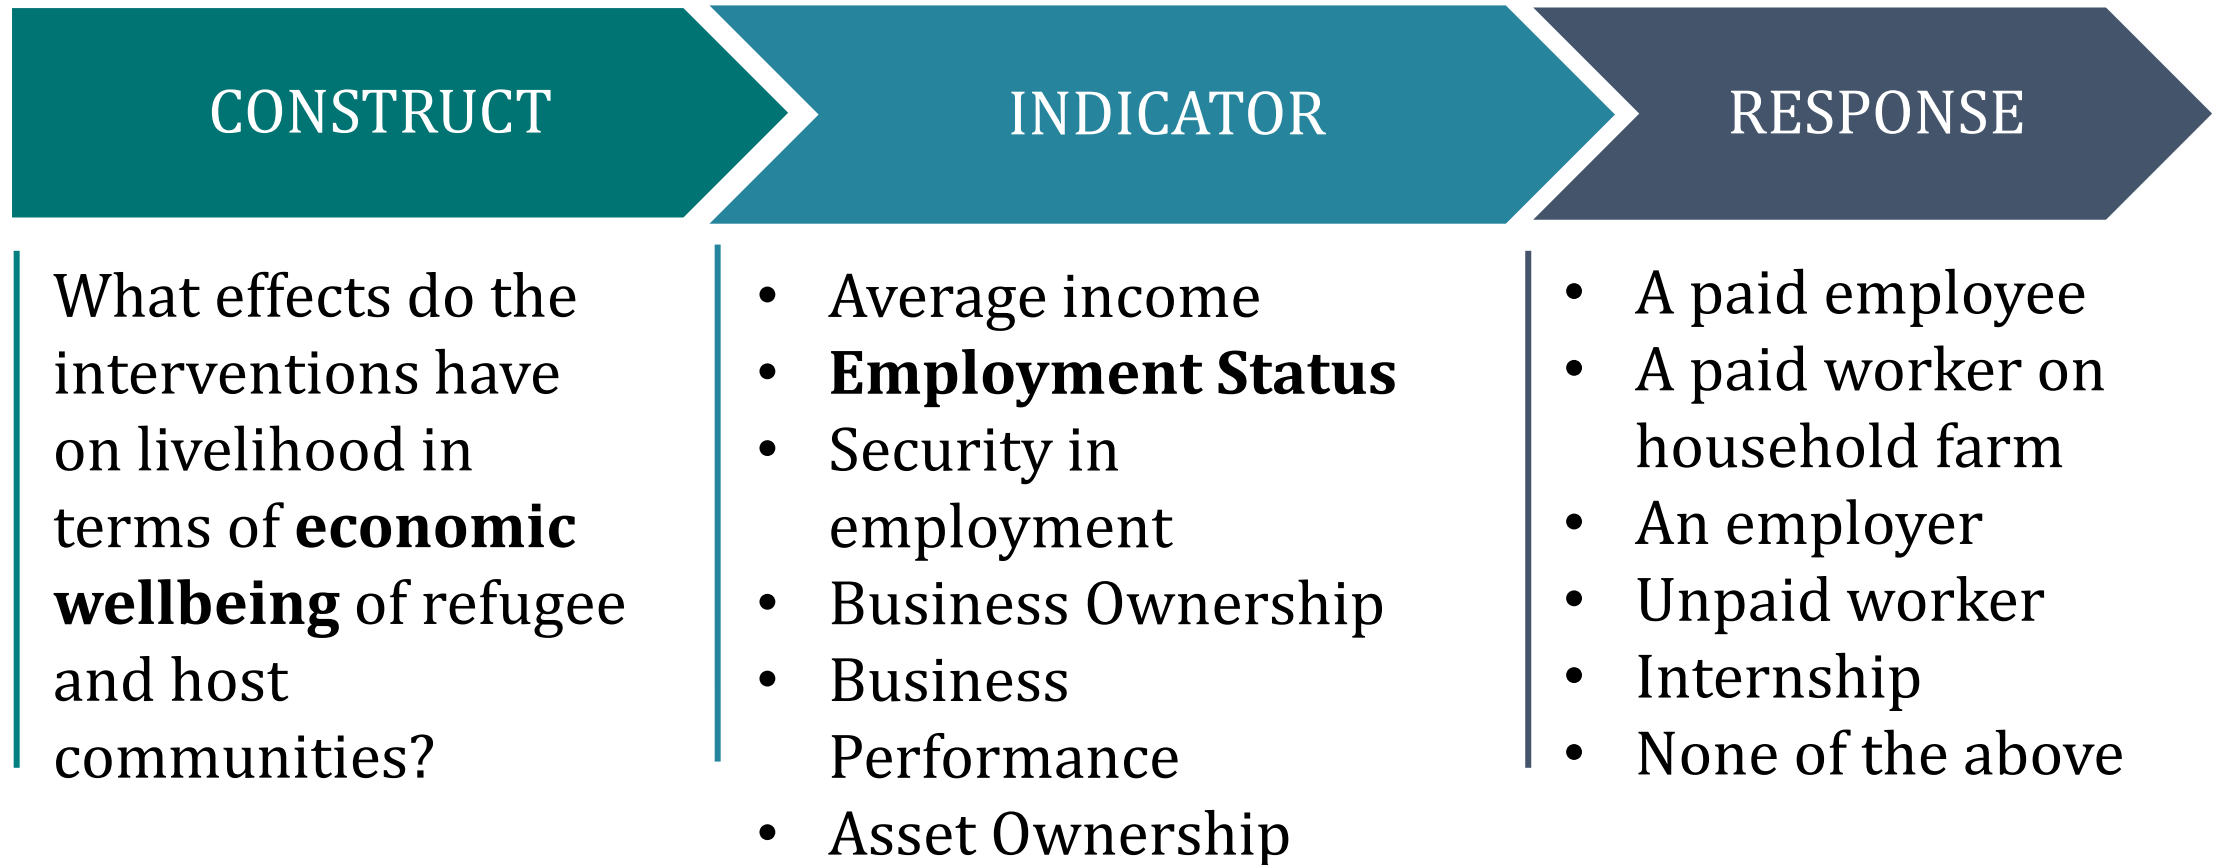 CONSTRUCT
INDICATOR
RESPONSE
What effects do the
interventions have
on livelihood in
terms of economic
wellbeing of refugee
and host
communities?
• Average income
• Employment Status
• Security in
employment
• Business Ownership
• Business
Performance
• Asset Ownership
• A paid employee
• A paid worker on
household farm
• An employer
• Unpaid worker
• Internship
• None of the above